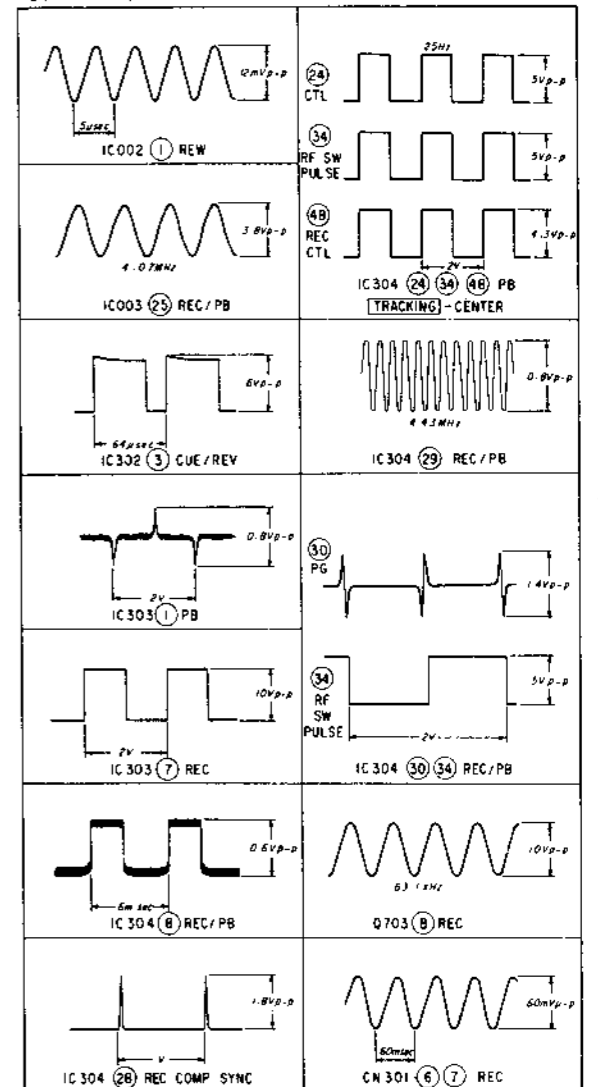 12mVp-p
5μsec
IC002 ① REW
3.8Vp-p
4.07MHz
IC003 ㉕ REC/PB
6Vp-p
64μsec
IC302 ③ CUE/REV
0.8Vp-p
2V
IC303 ① PB
10Vp-p
2V
IC303 ⑦ REC
0.6Vp-p
6m sec
IC304 ⑧ REC/PB
1.8Vp-p
V
IC304 ㉘ REC COMP SYNC
25Hz
㉔
CTL
5Vp-p
㉞
RF SW
PULSE
5Vp-p
㊽
REC
CTL
4.3Vp-p
2V
IC304 ㉔ ㉞ ㊽ PB
TRACKING - CENTER
0.8Vp-p
4.43MHz
IC304 ㉙ REC/PB
㉚
PG
1.4Vp-p
㉞
RF
SW
PULSE
5Vp-p
2V
IC304 ㉚ ㉞ REC/PB
10Vp-p
Q703 Ⓑ REC
60mVp-p
60msec
CN301-⑥ ⑦ REC